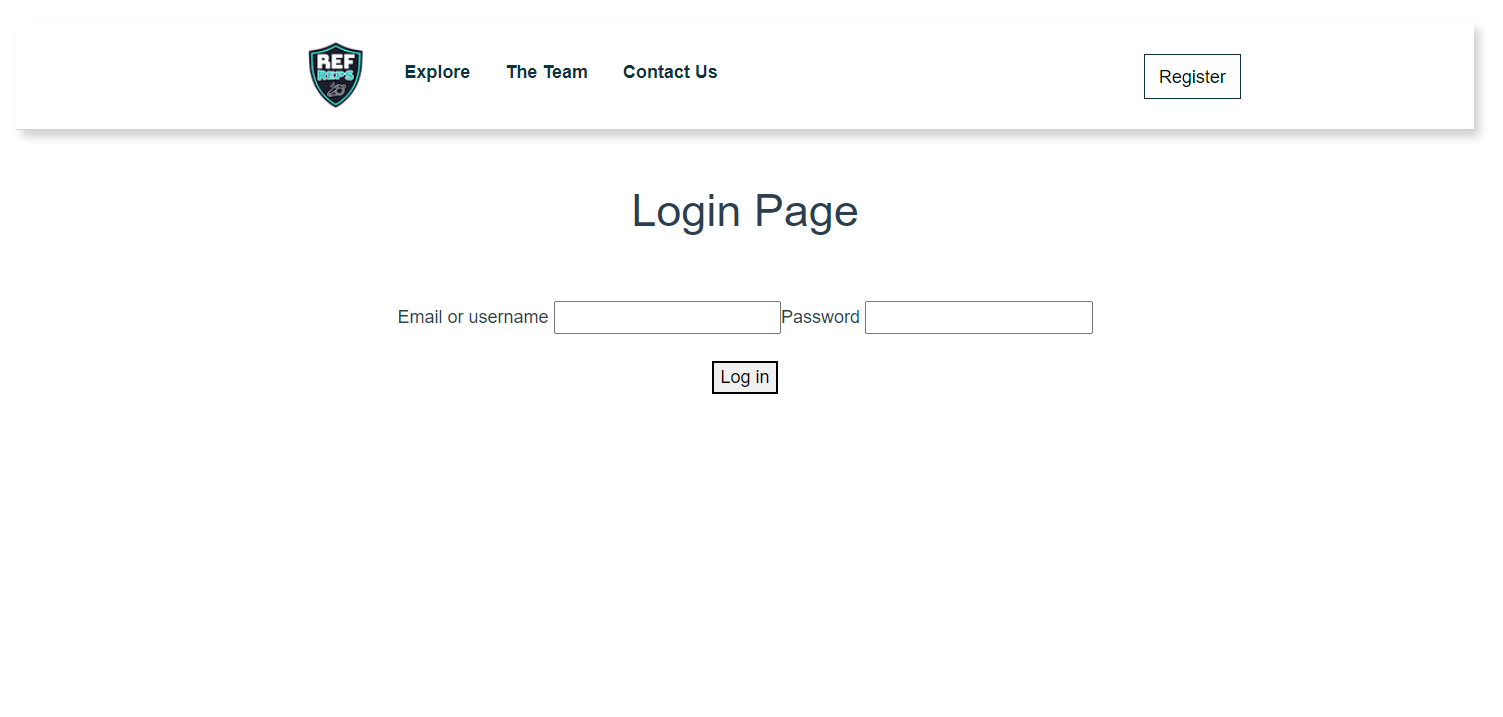 REF
REPS
Explore
The Team
Contact Us
Register
Login Page
Email or username
Password
Log in